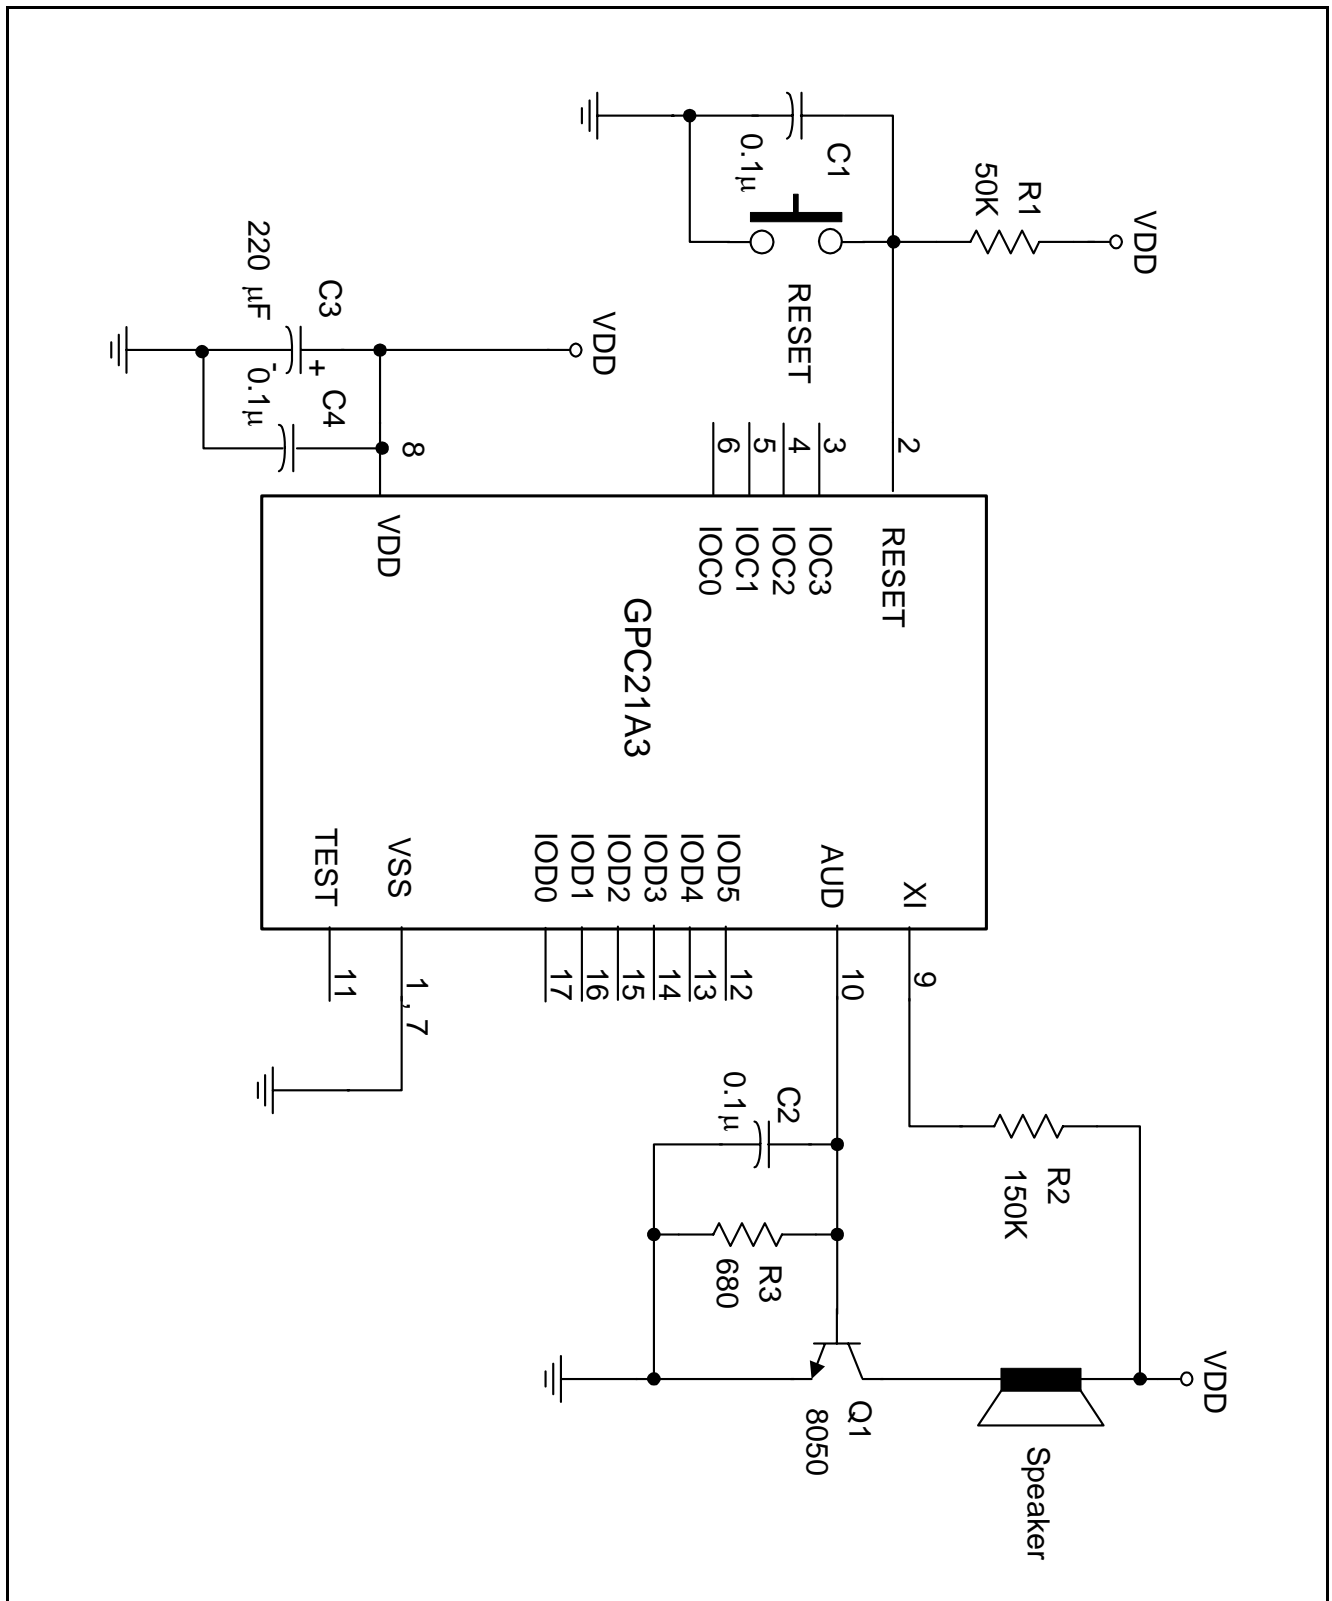 VDD
R1
50K
C1
0.1µ
RESET
VDD
C3
220 µF
+
-
C4
0.1µ
2
3
4
5
6
8
RESET
IOC3
IOC2
IOC1
IOC0
VDD
GPC21A3
XI
AUD
IOD5
IOD4
IOD3
IOD2
IOD1
IOD0
VSS
TEST
9
10
12
13
14
15
16
17
1, 7
11
R2
150K
C2
0.1µ
R3
680
VDD
Q1
8050
Speaker